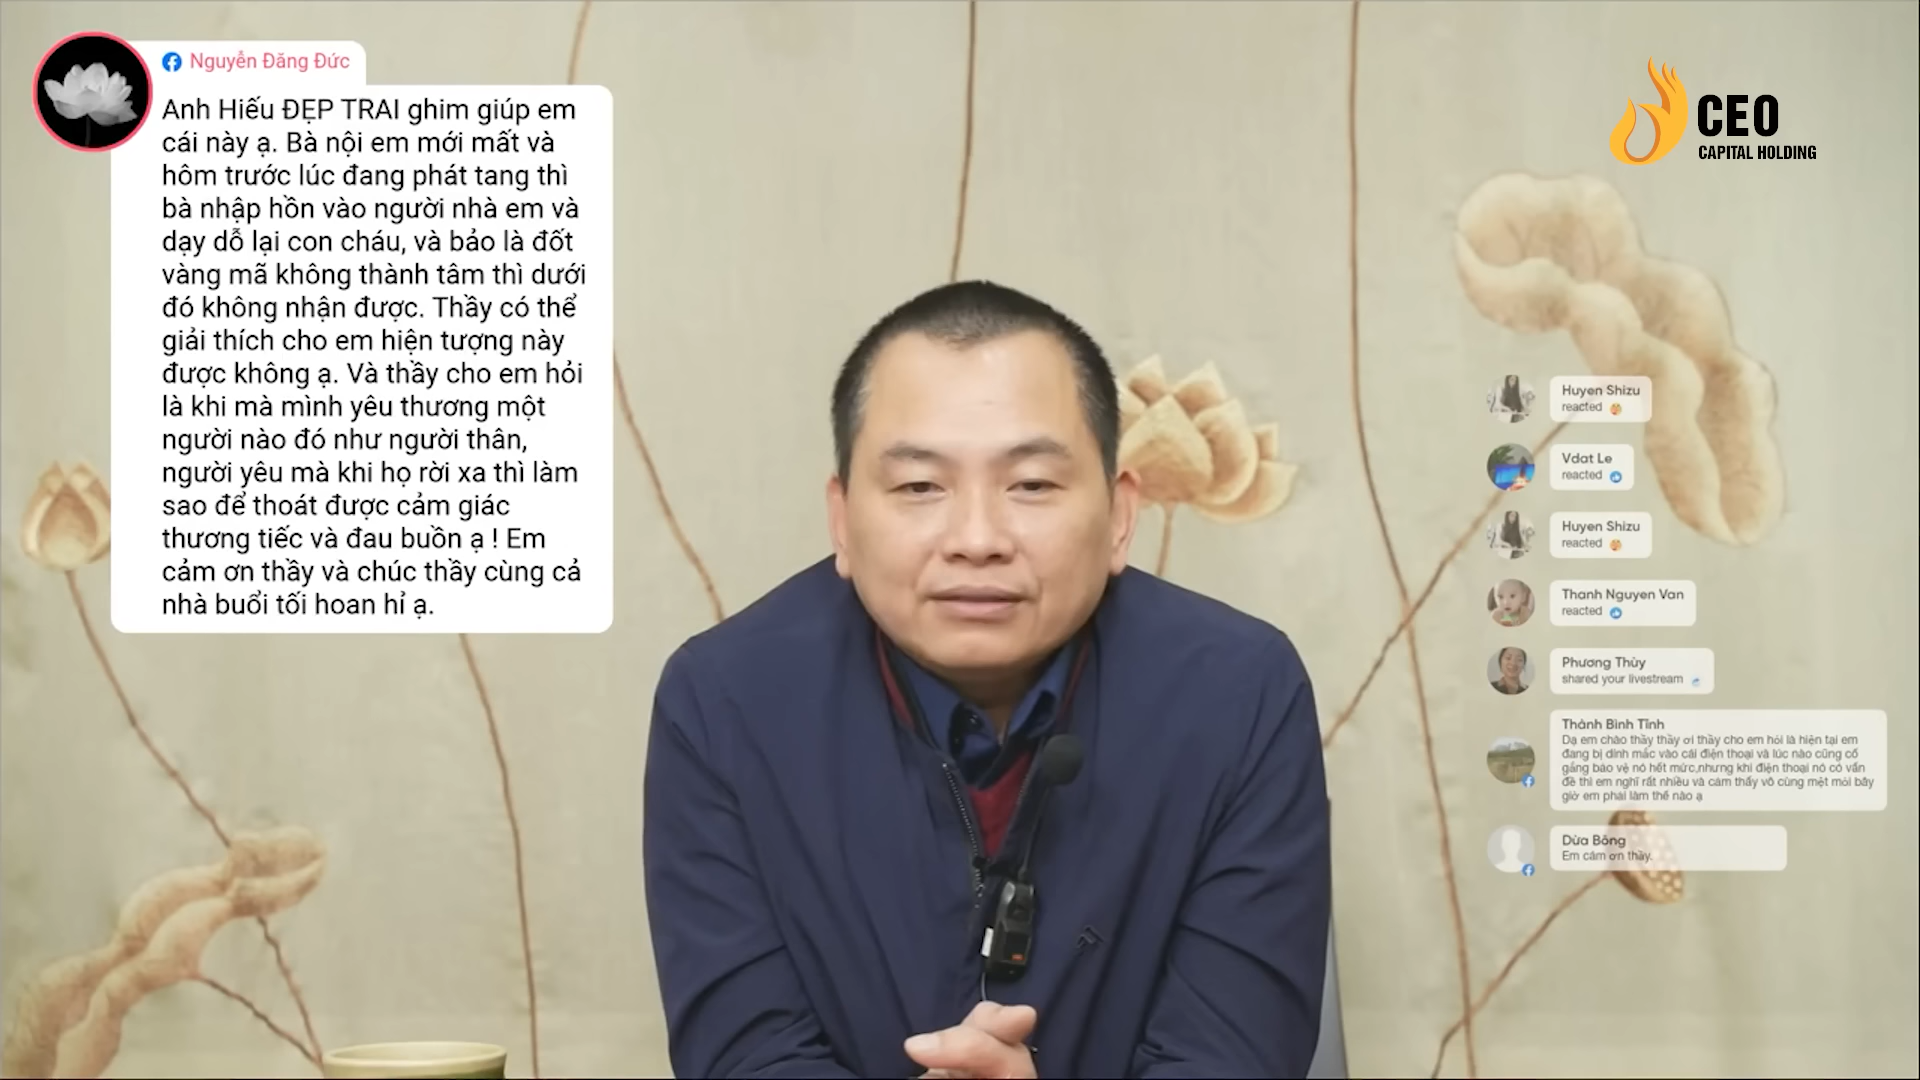 Nguyễn Đăng Đức
Anh Hiếu ĐẸP TRAI ghim giúp em
cái này ạ. Bà nội em mới mất và
hôm trước lúc đang phát tang thì
bà nhập hồn vào người nhà em và
dạy dỗ lại con cháu, và bảo là đốt
vàng mã không thành tâm thì dưới
đó không nhận được. Thầy có thể
giải thích cho em hiện tượng này
được không ạ. Và thầy cho em hỏi
là khi mà mình yêu thương một
người nào đó như người thân,
người yêu mà khi họ rời xa thì làm
sao để thoát được cảm giác
thương tiếc và đau buồn ạ ! Em
cảm ơn thầy và chúc thầy cùng cả
nhà buổi tối hoan hỉ ạ.
CEO
CAPITAL HOLDING
Huyen Shizu
reacted
Vdat Le
reacted
Huyen Shizu
reacted
Thanh Nguyen Van
reacted
Phương Thùy
shared your livestream
Thành Bình Tĩnh
Dạ em chào thầy thầy ơi thầy cho em hỏi là hiện tại em
đang bị dính mắc vào cái điện thoại và lúc nào cũng cố
gắng bảo vệ nó hết mức,nhưng khi điện thoại nó có vấn
đề thì em nghĩ rất nhiều và cảm thấy vô cùng mệt mỏi bây
giờ em phải làm thế nào ạ
Dừa Bông
Em cảm ơn thầy.